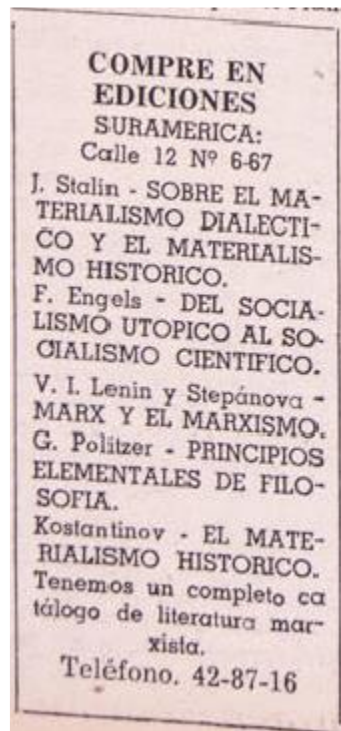 COMPRE EN
EDICIONES
SURAMERICA:
Calle 12 Nº 6-67
J. Stalin - SOBRE EL MA-
TERIALISMO DIALECTI-
CO Y EL MATERIALIS-
MO HISTORICO.
F. Engels - DEL SOCIA-
LISMO UTOPICO AL SO-
CIALISMO CIENTIFICO.
V. I. Lenin y Stepánova -
MARX Y EL MARXISMO.
G. Politzer - PRINCIPIOS
ELEMENTALES DE FILO-
SOFIA.
Kostantinov - EL MATE-
RIALISMO HISTORICO.
Tenemos un completo ca
tálogo de literatura mar-
xista.
Teléfono. 42-87-16